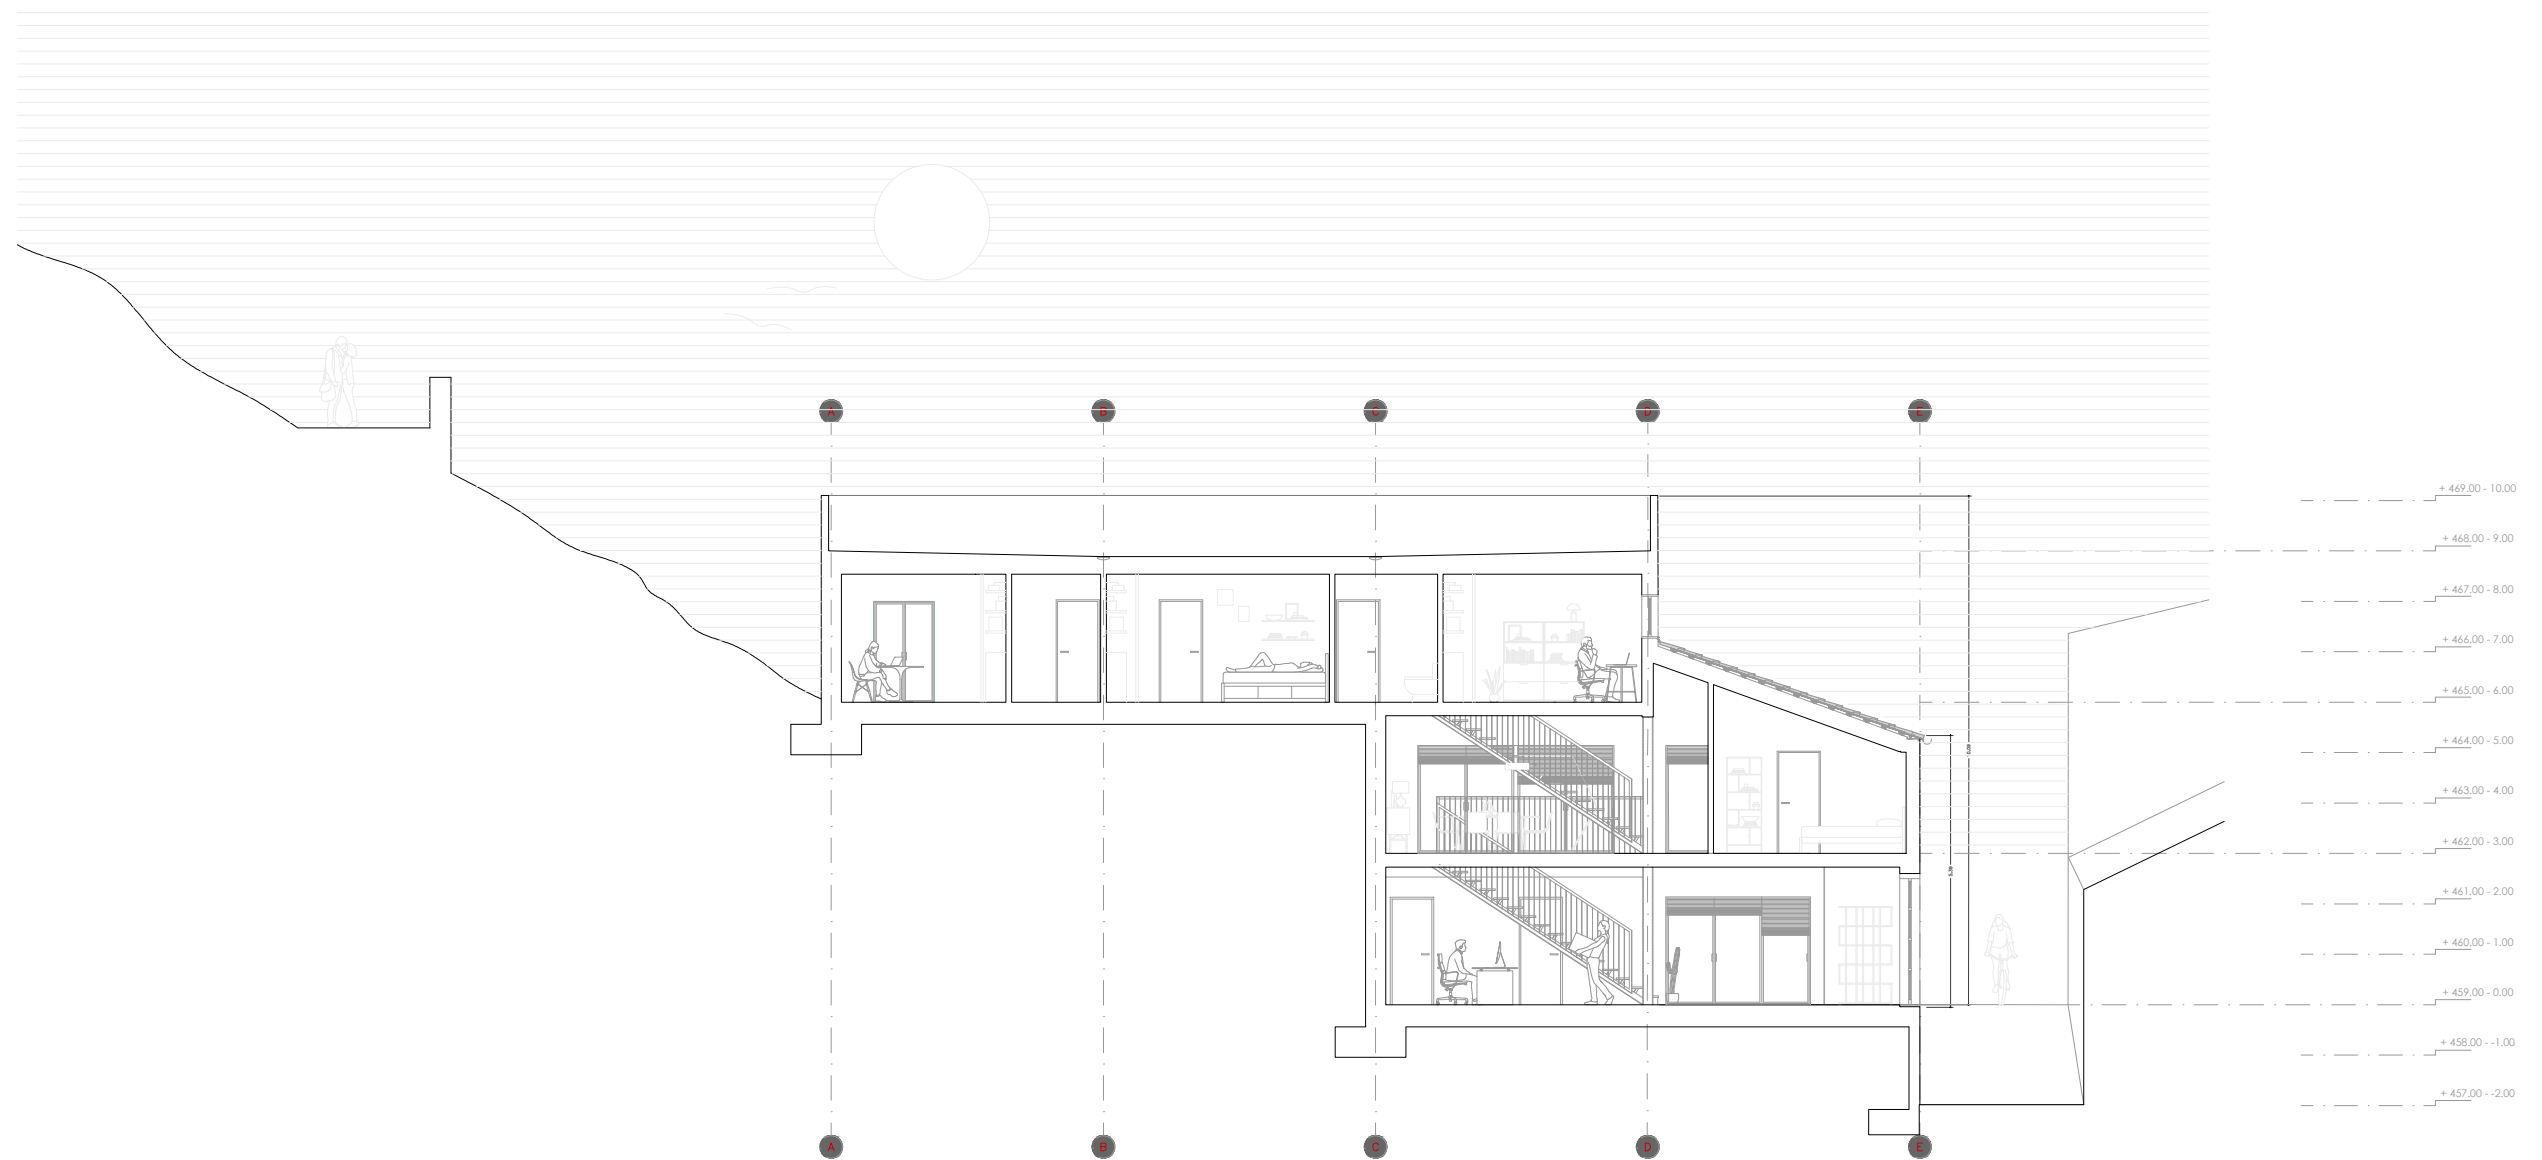 A B C D E
+ 469.00 - 10.00
+ 468.00 - 9.00
+ 467.00 - 8.00
+ 466.00 - 7.00
+ 465.00 - 6.00
+ 464.00 - 5.00
+ 463.00 - 4.00
+ 462.00 - 3.00
+ 461.00 - 2.00
+ 460.00 - 1.00
+ 459.00 - 0.00
+ 458.00 - -1.00
+ 457.00 - -2.00
A B C D E